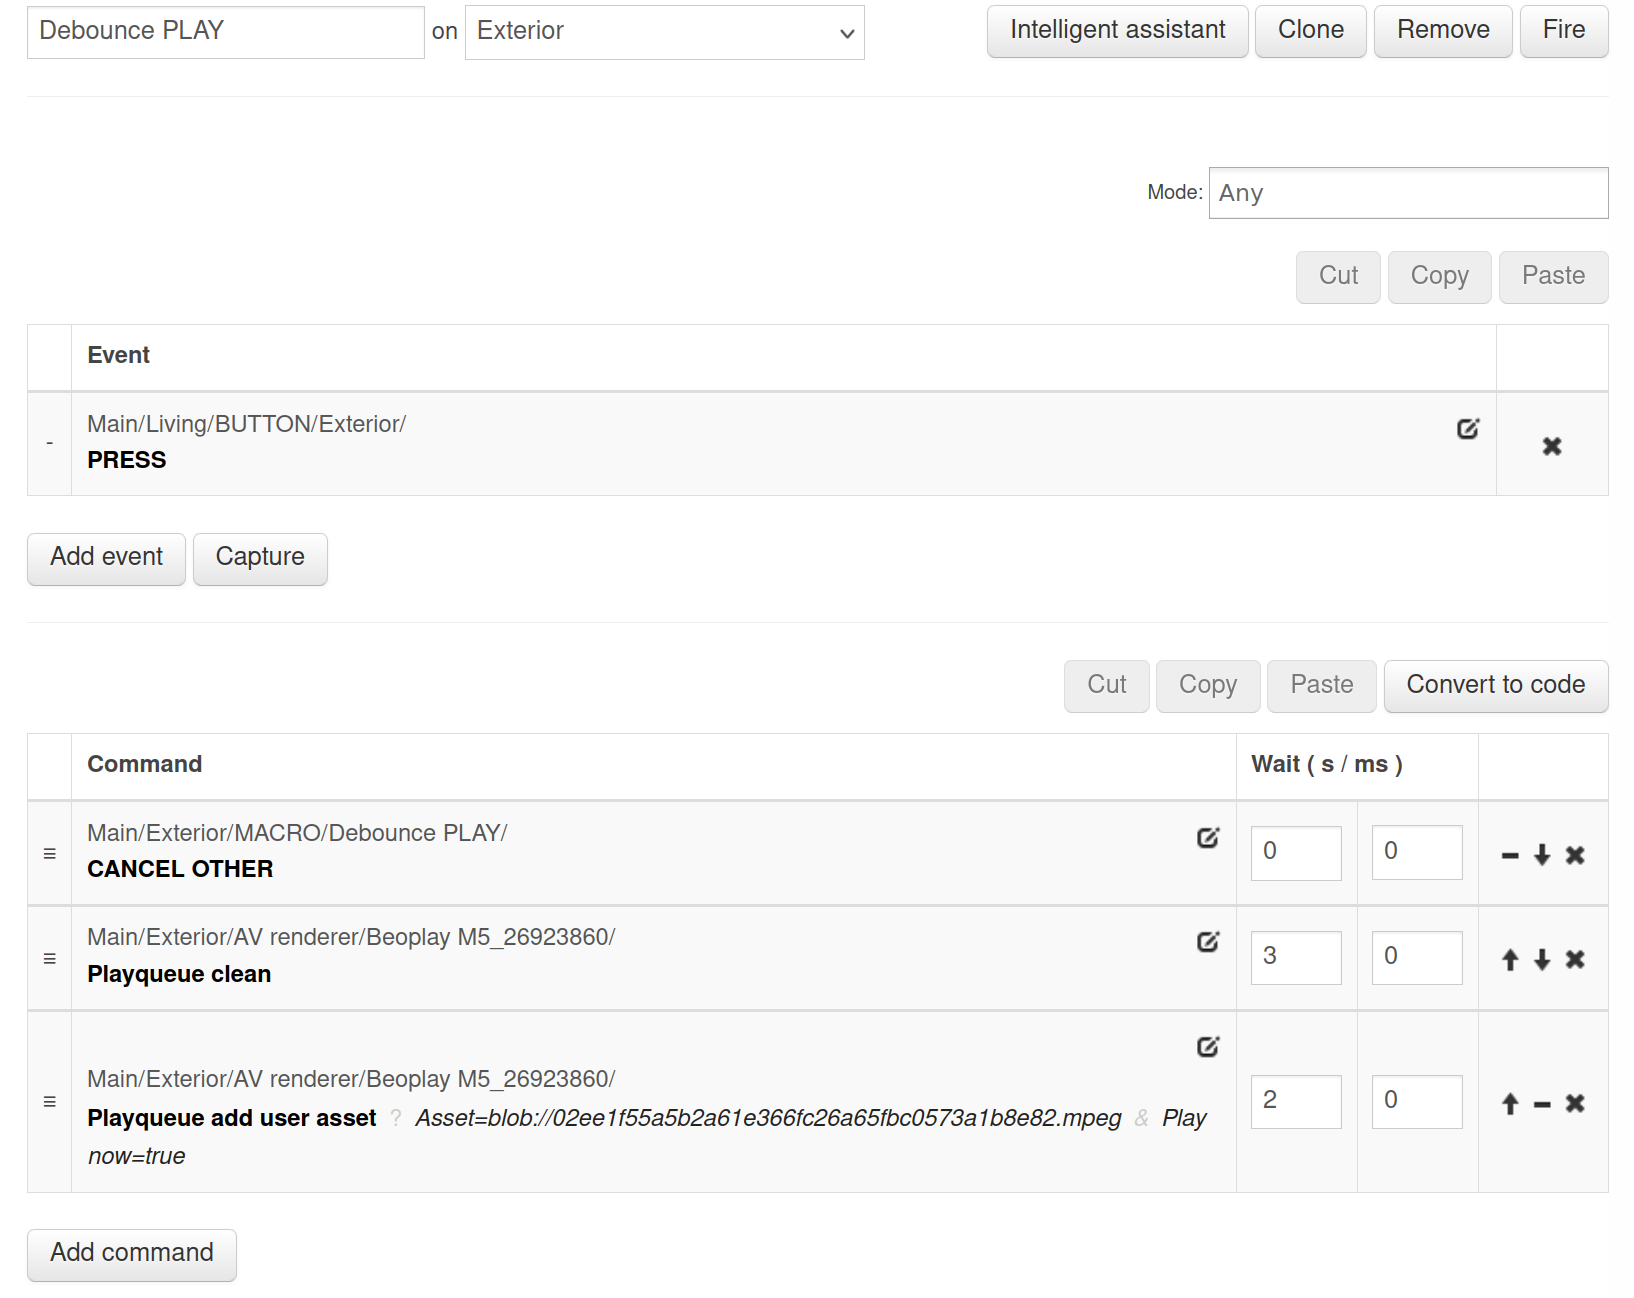 Debounce PLAY on Exterior Intelligent assistant Clone Remove Fire
Mode: Any
Cut Copy Paste
Event
Main/Living/BUTTON/Exterior/
-
PRESS
Add event Capture
Cut Copy Paste Convert to code
Command Wait ( s / ms )
Main/Exterior/MACRO/Debounce PLAY/
CANCEL OTHER
0 0
Main/Exterior/AV renderer/Beoplay M5_26923860/
Playqueue clean
3 0
Main/Exterior/AV renderer/Beoplay M5_26923860/
Playqueue add user asset ? Asset=blob://02ee1f55a5b2a61e366fc26a65fbc0573a1b8e82.mpeg & Play
now=true
2 0
Add command